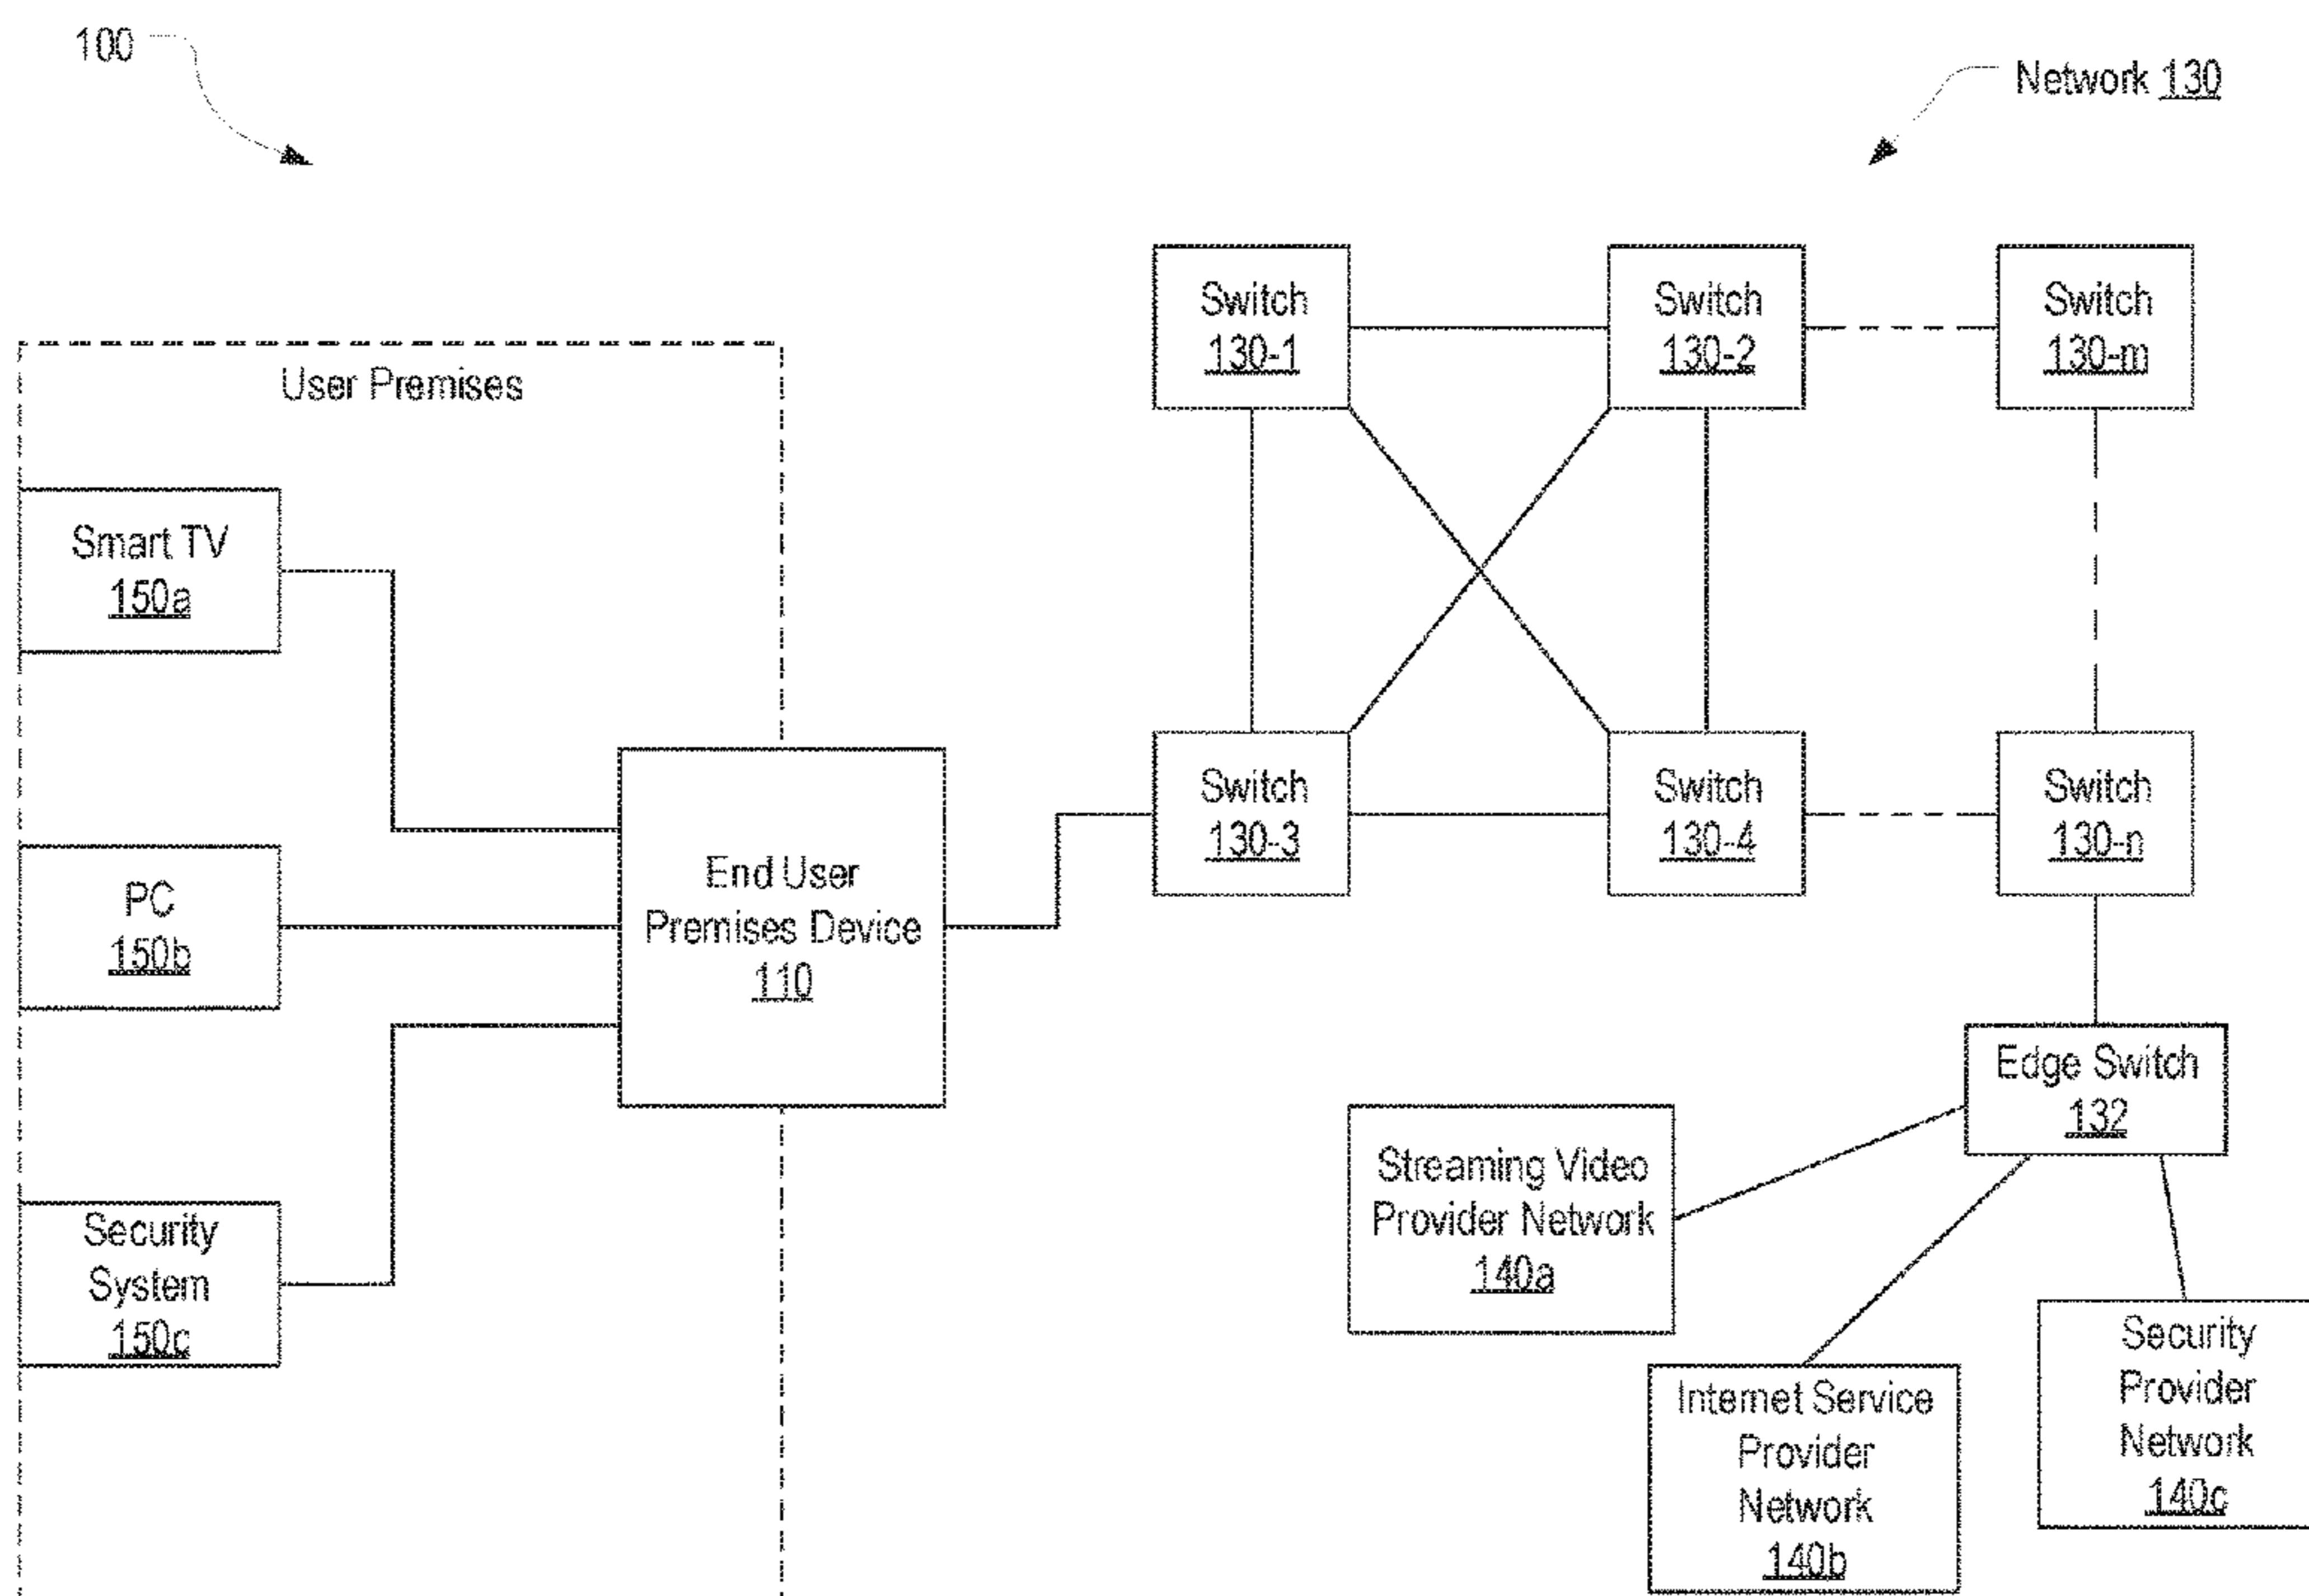 100
Network 130
Switch
130-1
Switch
130-2
Switch
130-m
User Premises
Smart TV
150a
PC
150b
Security
System
150c
End User
Premises Device
110
Switch
130-3
Switch
130-4
Switch
130-n
Edge Switch
132
Streaming Video
Provider Network
140a
Internet Service
Provider
Network
140b
Security
Provider
Network
140c